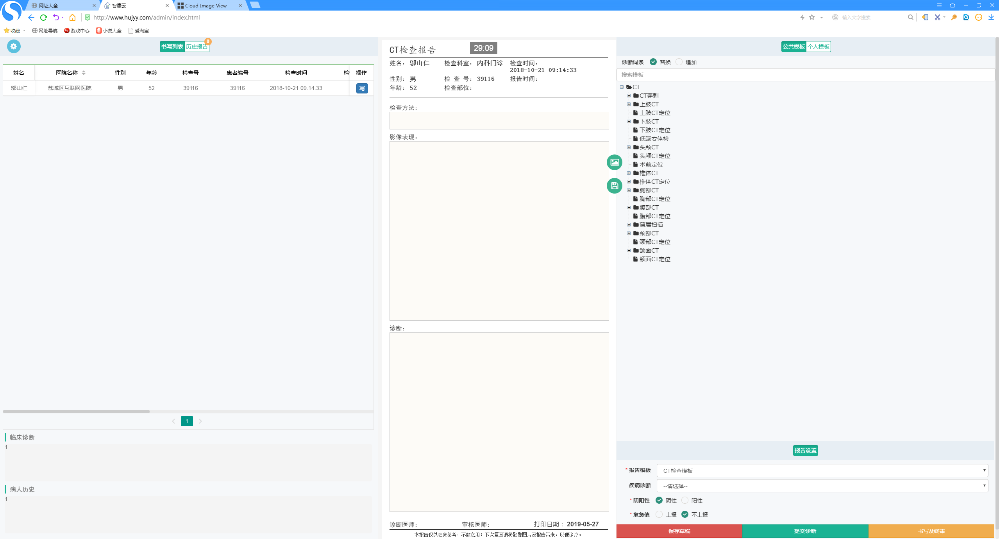 网址大全
智康云
Cloud Image View
http://www.hujyy.com/admin/index.html
输入文字搜索
收藏 网址导航 游戏中心 小说大全 爱淘宝
书写列表 历史报告 0
姓名 医院名称 性别 年龄 检查号 患者编号 检查时间 检 操作
邬山仁 荔城区互联网医院 男 52 39116 39116 2018-10-21 09:14:33 写
1
临床诊断
1
病人历史
1
CT检查报告
29:09
姓名： 邬山仁 检查科室： 内科门诊 检查时间：
2018-10-21 09:14:33
性别： 男 检 查 号： 39116 报告时间：
年龄： 52 检查部位：
检查方法：
影像表现：
诊断：
诊断医师： 审核医师： 打印日期 ： 2019-05-27
本报告仅供临床参考，不做它用；下次复查请将影像图片及报告带来，以便诊疗。
公共模板 个人模板
诊断词条 替换 追加
搜索模板
CT
CT穿刺
上肢CT
上肢CT定位
下肢CT
下肢CT定位
低毫安体检
头颅CT
头颅CT定位
术前定位
椎体CT
椎体CT定位
胸部CT
胸部CT定位
腹部CT
腹部CT定位
薄层扫描
颈部CT
颈部CT定位
颌面CT
颌面CT定位
报告设置
* 报告模板 CT检查模板
疾病诊断 --请选择--
* 阴阳性 阴性 阳性
* 危急值 上报 不上报
保存草稿 提交诊断 书写及终审